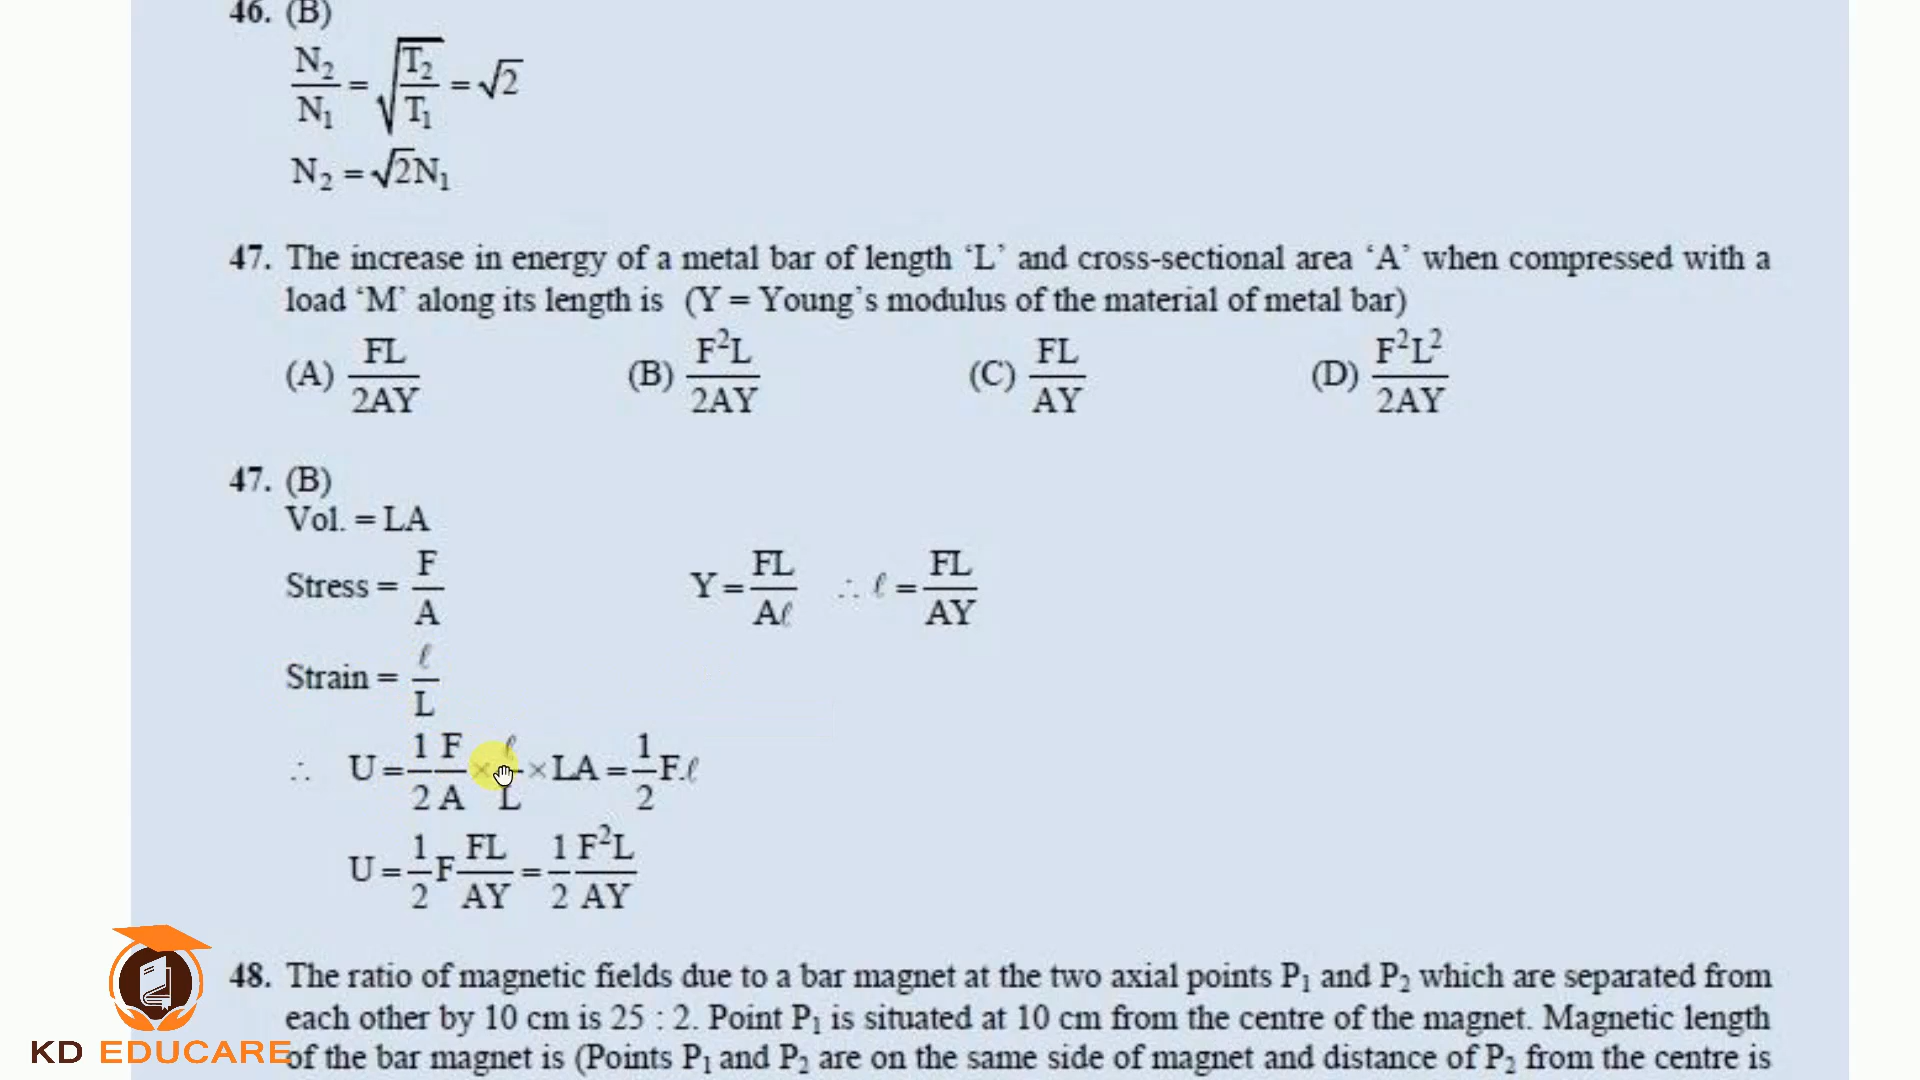 46. (B)
N₂/N₁ = √(T₂/T₁) = √2
N₂ = √2N₁
47. The increase in energy of a metal bar of length ‘L’ and cross-sectional area ‘A’ when compressed with a
load ‘M’ along its length is (Y = Young’s modulus of the material of metal bar)
(A) FL/2AY (B) F²L/2AY (C) FL/AY (D) F²L²/2AY
47. (B)
Vol. = LA
Stress = F/A Y = FL/Aℓ ∴ ℓ = FL/AY
Strain = ℓ/L
∴ U = 1/2 F/A × ℓ/L × LA = 1/2 F.ℓ
U = 1/2 F FL/AY = 1/2 F²L/AY
48. The ratio of magnetic fields due to a bar magnet at the two axial points P₁ and P₂ which are separated from
each other by 10 cm is 25 : 2. Point P₁ is situated at 10 cm from the centre of the magnet. Magnetic length
of the bar magnet is (Points P₁ and P₂ are on the same side of magnet and distance of P₂ from the centre is
KD EDUCARE